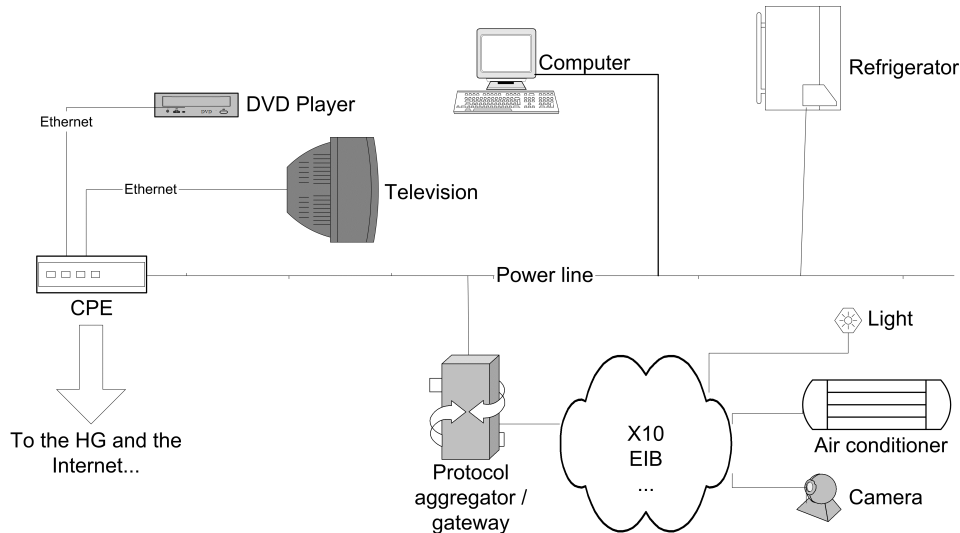 Computer
Refrigerator
DVD Player
DVD
Ethernet
Ethernet
Television
Power line
CPE
Light
To the HG and the
Internet...
X10
EIB
...
Air conditioner
Protocol
aggregator /
gateway
Camera